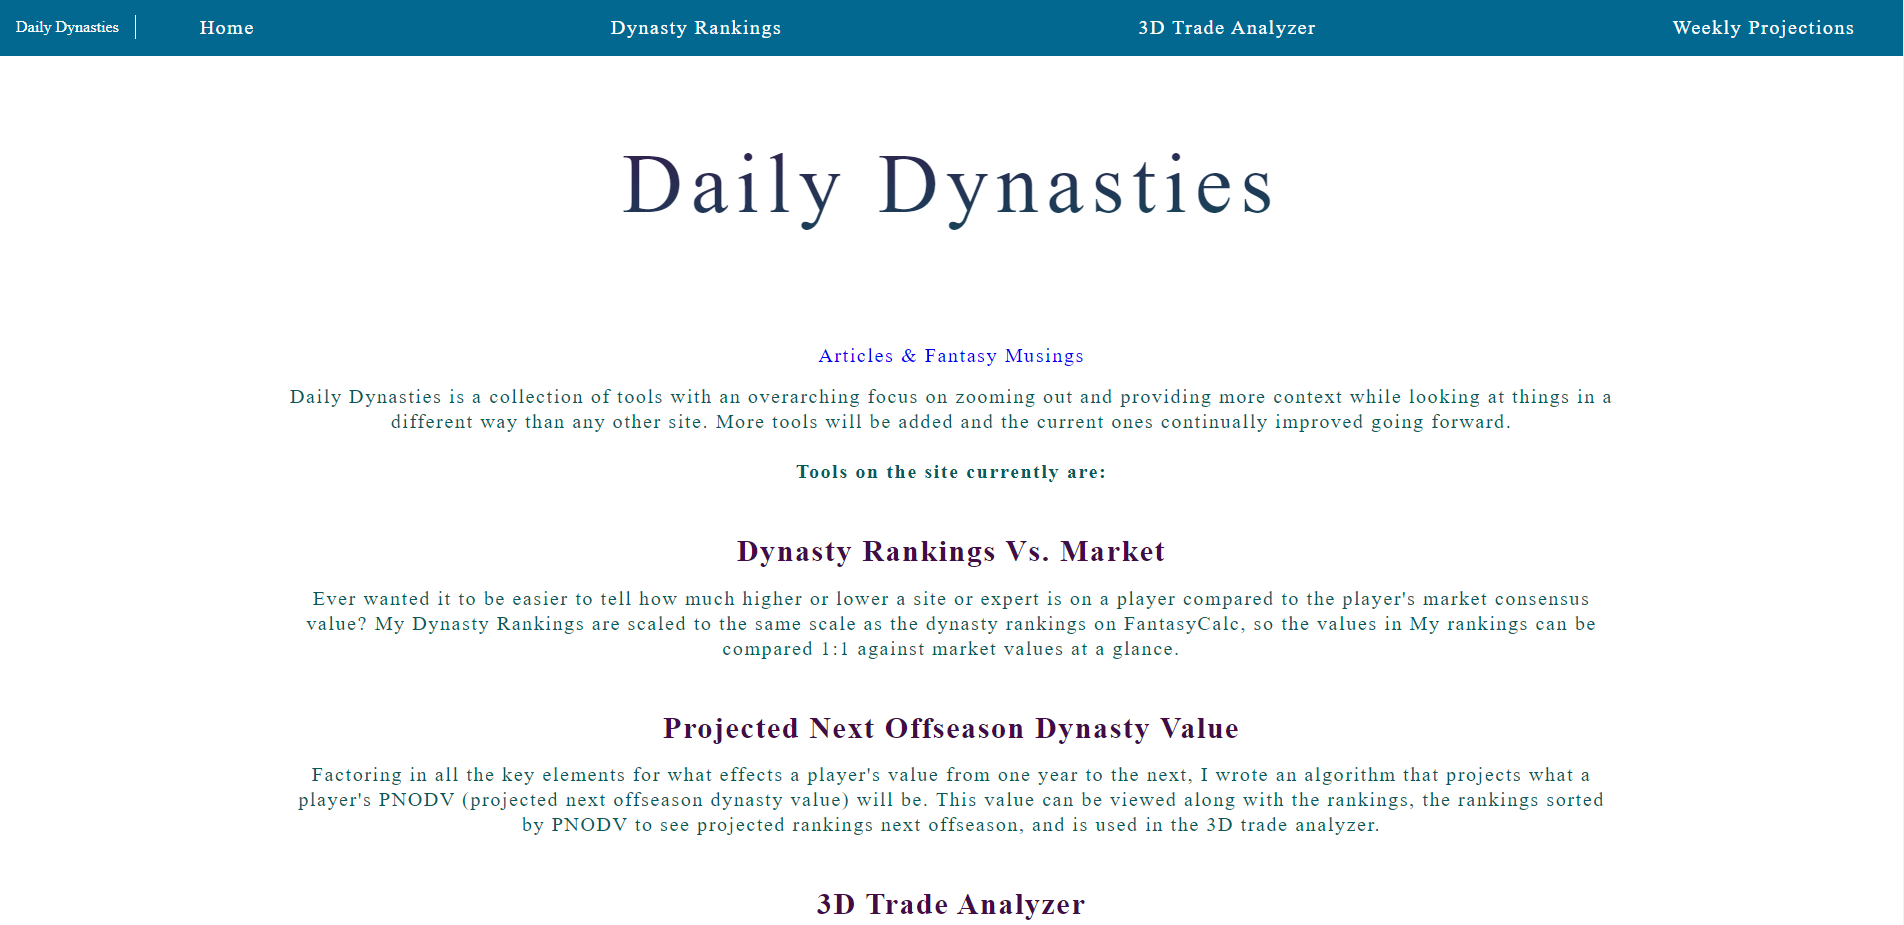 Daily Dynasties
Home
Dynasty Rankings
3D Trade Analyzer
Weekly Projections
Daily Dynasties
Articles & Fantasy Musings
Daily Dynasties is a collection of tools with an overarching focus on zooming out and providing more context while looking at things in a
different way than any other site. More tools will be added and the current ones continually improved going forward.
Tools on the site currently are:
Dynasty Rankings Vs. Market
Ever wanted it to be easier to tell how much higher or lower a site or expert is on a player compared to the player's market consensus
value? My Dynasty Rankings are scaled to the same scale as the dynasty rankings on FantasyCalc, so the values in My rankings can be
compared 1:1 against market values at a glance.
Projected Next Offseason Dynasty Value
Factoring in all the key elements for what effects a player's value from one year to the next, I wrote an algorithm that projects what a
player's PNODV (projected next offseason dynasty value) will be. This value can be viewed along with the rankings, the rankings sorted
by PNODV to see projected rankings next offseason, and is used in the 3D trade analyzer.
3D Trade Analyzer